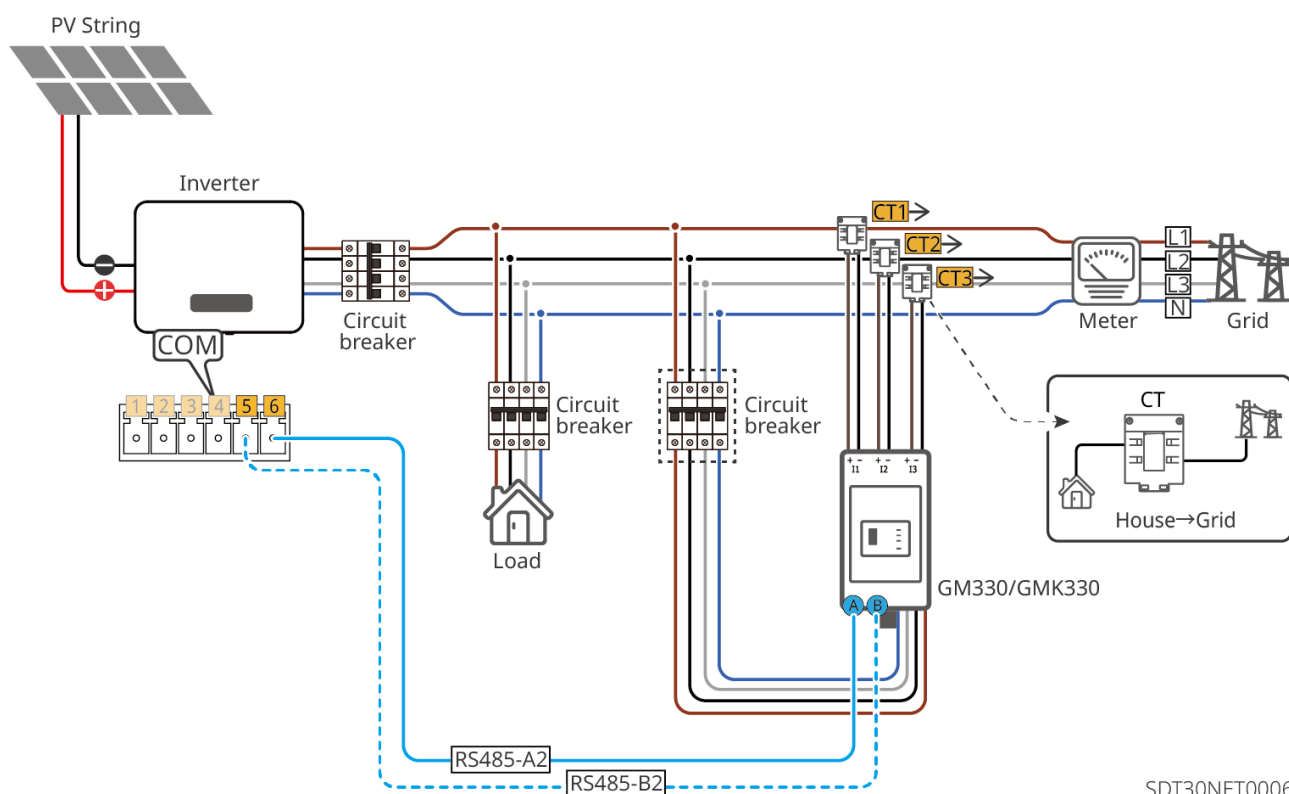 PV String
Inverter
CT1
CT2
CT3
L1
L2
L3
N
Circuit
breaker
Meter
Grid
COM
1 2 3 4 5 6
Circuit
breaker
Circuit
breaker
CT
House→Grid
+ - + - + -
I1 I2 I3
Load
GM330/GMK330
A B
RS485-A2
RS485-B2
SDT30NET0006